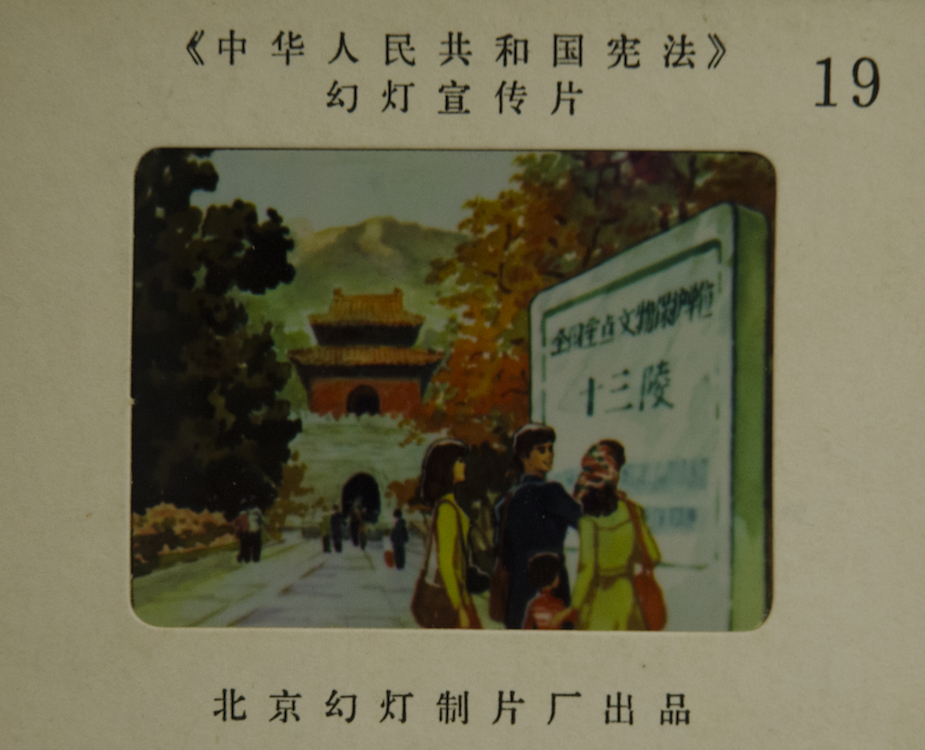 《中华人民共和国宪法》
幻灯宣传片
19
全国重点文物保护单位
十三陵
北京幻灯制片厂出品